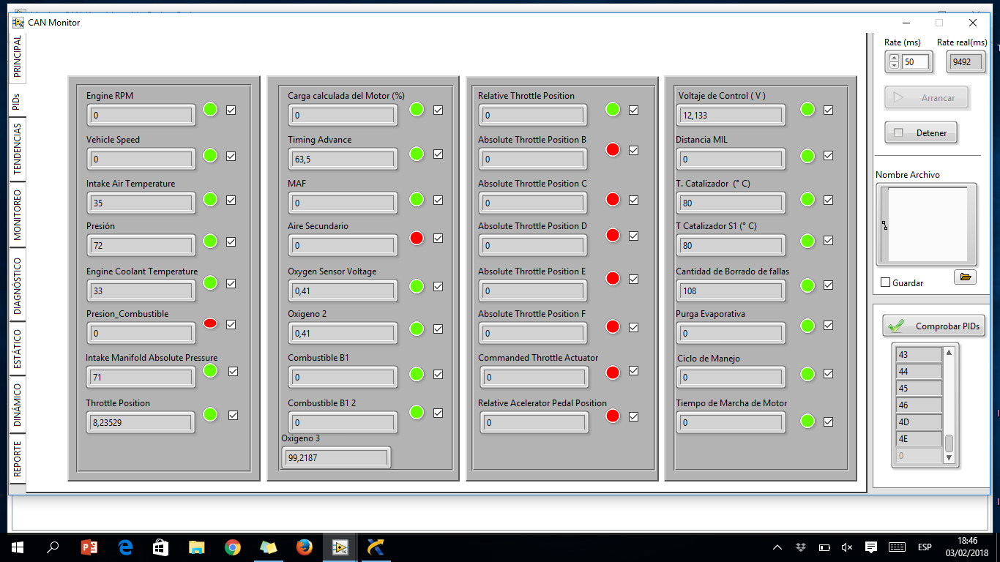 CAN Monitor
PRINCIPAL
PIDs
TENDENCIAS
MONITOREO
DIAGNÓSTICO
ESTÁTICO
DINÁMICO
REPORTE
Engine RPM
0
Vehicle Speed
0
Intake Air Temperature
35
Presión
72
Engine Coolant Temperature
33
Presion_Combustible
0
Intake Manifold Absolute Pressure
71
Throttle Position
8,23529
Carga calculada del Motor (%)
0
Timing Advance
63,5
MAF
0
Aire Secundario
0
Oxygen Sensor Voltage
0,41
Oxigeno 2
0,41
Combustible B1
0
Combustible B1 2
0
Oxigeno 3
99,2187
Relative Throttle Position
0
Absolute Throttle Position B
0
Absolute Throttle Position C
0
Absolute Throttle Position D
0
Absolute Throttle Position E
0
Absolute Throttle Position F
0
Commanded Throttle Actuator
0
Relative Acelerator Pedal Position
0
Voltaje de Control ( V )
12,133
Distancia MIL
0
T. Catalizador (° C)
80
T Catalizador S1 (° C)
80
Cantidad de Borrado de fallas
108
Purga Evaporativa
0
Ciclo de Manejo
0
Tiempo de Marcha de Motor
0
Rate (ms) Rate real(ms)
50 9492
Arrancar
Detener
Nombre Archivo
Guardar
Comprobar PIDs
43
44
45
46
4D
4E
0
ESP
18:46
03/02/2018